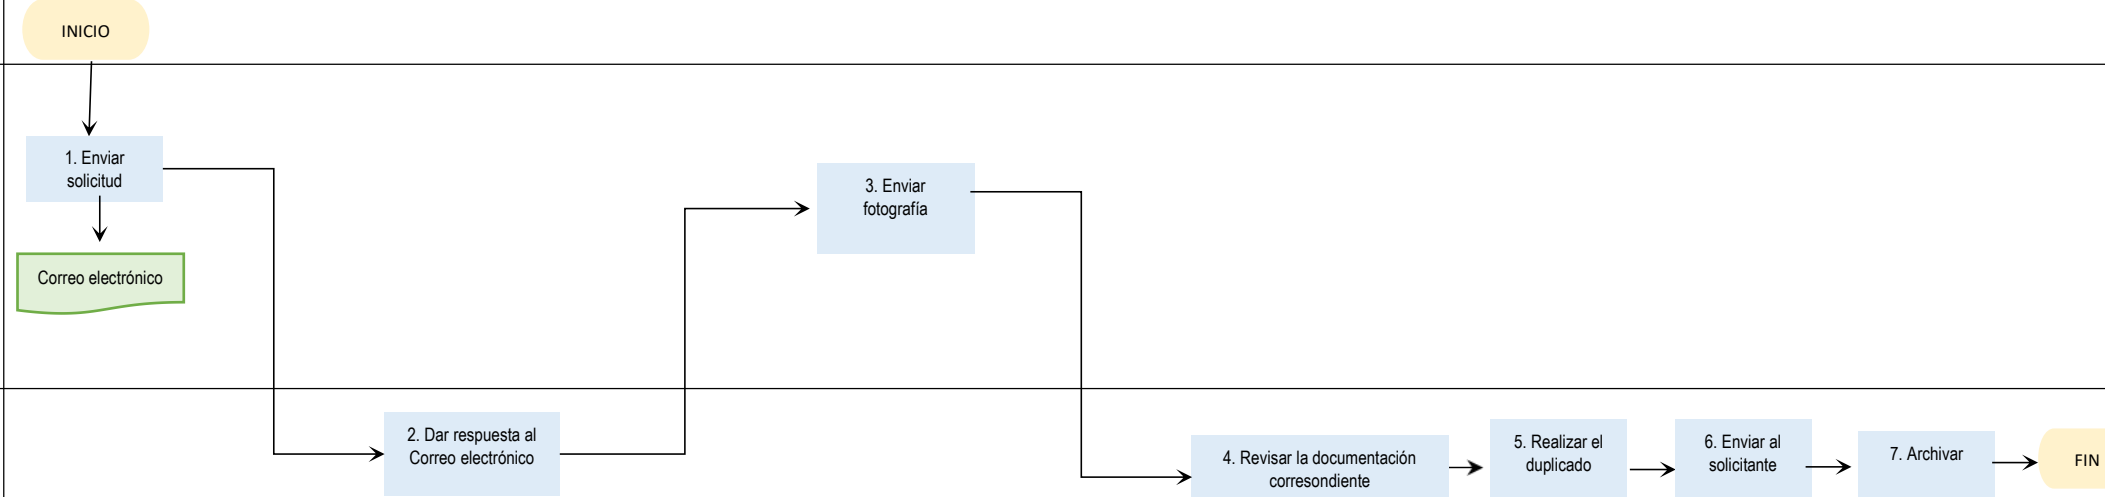 INICIO
1. Enviar
solicitud
Correo electrónico
2. Dar respuesta al
Correo electrónico
3. Enviar
fotografía
4. Revisar la documentación
corresondiente
5. Realizar el
duplicado
6. Enviar al
solicitante
7. Archivar
FIN